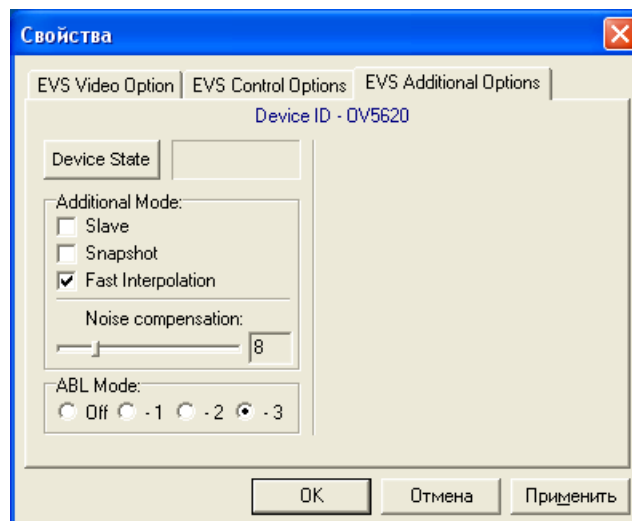 Свойства
EVS Video Option EVS Control Options EVS Additional Options
Device ID - OV5620
Device State
Additional Mode:
Slave
Snapshot
Fast Interpolation
Noise compensation:
8
ABL Mode:
Off - 1 - 2 - 3
OK Отмена Применить